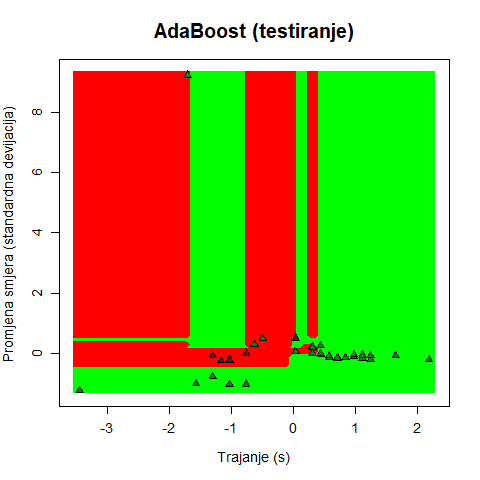 AdaBoost (testiranje)
Promjena smjera (standardna devijacija)
8
6
4
2
0
-3 -2 -1 0 1 2
Trajanje (s)